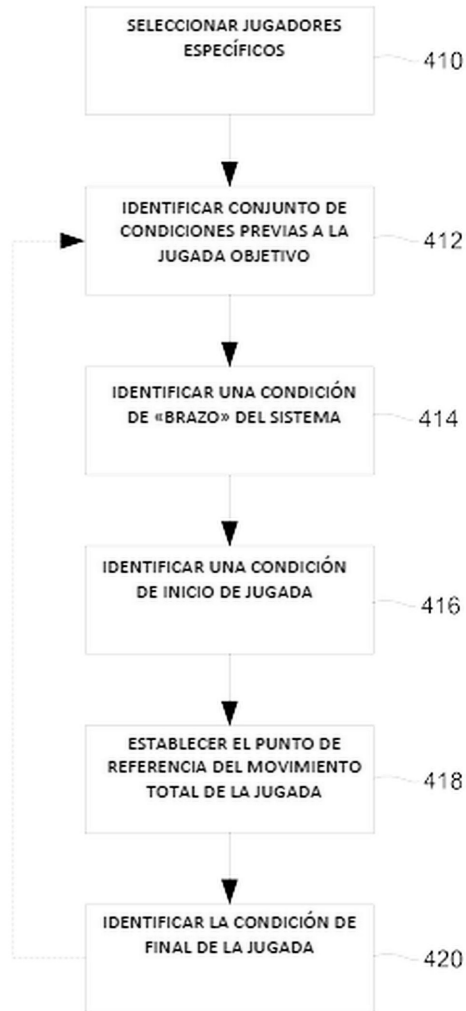 SELECCIONAR JUGADORES
ESPECÍFICOS
410
IDENTIFICAR CONJUNTO DE
CONDICIONES PREVIAS A LA
JUGADA OBJETIVO
412
IDENTIFICAR UNA CONDICIÓN
DE «BRAZO» DEL SISTEMA
414
IDENTIFICAR UNA CONDICIÓN
DE INICIO DE JUGADA
416
ESTABLECER EL PUNTO DE
REFERENCIA DEL MOVIMIENTO
TOTAL DE LA JUGADA
418
IDENTIFICAR LA CONDICIÓN DE
FINAL DE LA JUGADA
420